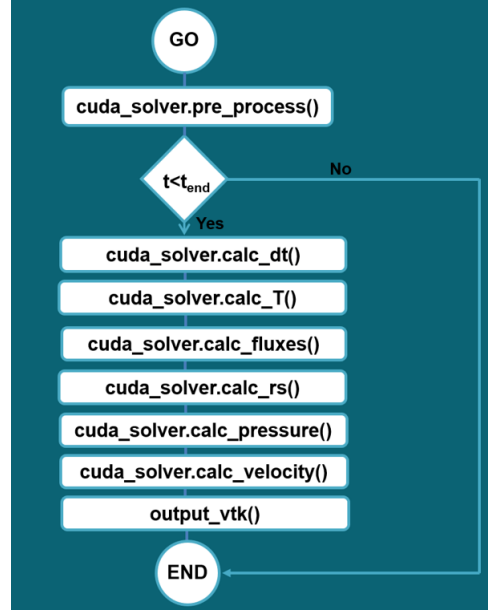 GO
cuda_solver.pre_process()
t<tend
No
Yes
cuda_solver.calc_dt()
cuda_solver.calc_T()
cuda_solver.calc_fluxes()
cuda_solver.calc_rs()
cuda_solver.calc_pressure()
cuda_solver.calc_velocity()
output_vtk()
END